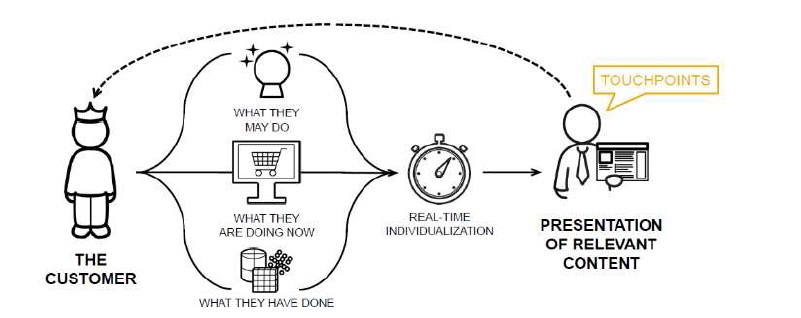 TOUCHPOINTS
WHAT THEY
MAY DO
WHAT THEY
ARE DOING NOW
REAL-TIME
INDIVIDUALIZATION
PRESENTATION
OF RELEVANT
CONTENT
THE
CUSTOMER
WHAT THEY HAVE DONE